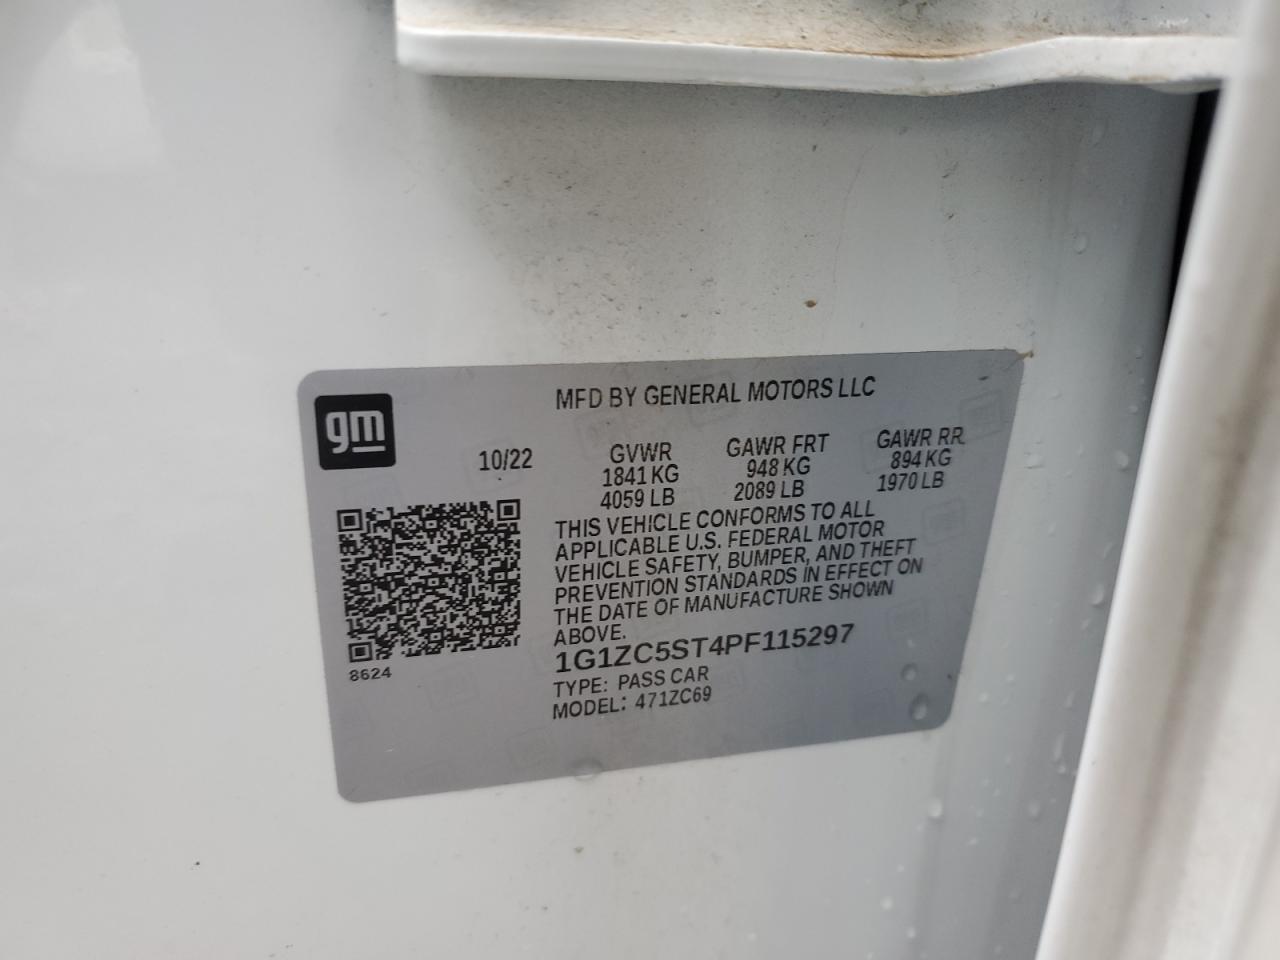 MFD BY GENERAL MOTORS LLC
gm
10/22
GVWR GAWR FRT GAWR RR
1841 KG 948 KG 894 KG
4059 LB 2089 LB 1970 LB
THIS VEHICLE CONFORMS TO ALL
APPLICABLE U.S. FEDERAL MOTOR
VEHICLE SAFETY, BUMPER, AND THEFT
PREVENTION STANDARDS IN EFFECT ON
THE DATE OF MANUFACTURE SHOWN
ABOVE.
1G1ZC5ST4PF115297
8624
TYPE: PASS CAR
MODEL: 471ZC69